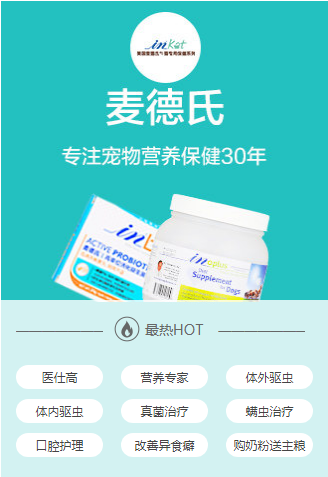 inKat
麦德氏
专注宠物营养保健30年
ACTIVE PROBIOTI
in
Daily
Supplement
for Dogs
最热HOT
医仕高
营养专家
体外驱虫
体内驱虫
真菌治疗
螨虫治疗
口腔护理
改善异食癖
购奶粉送主粮